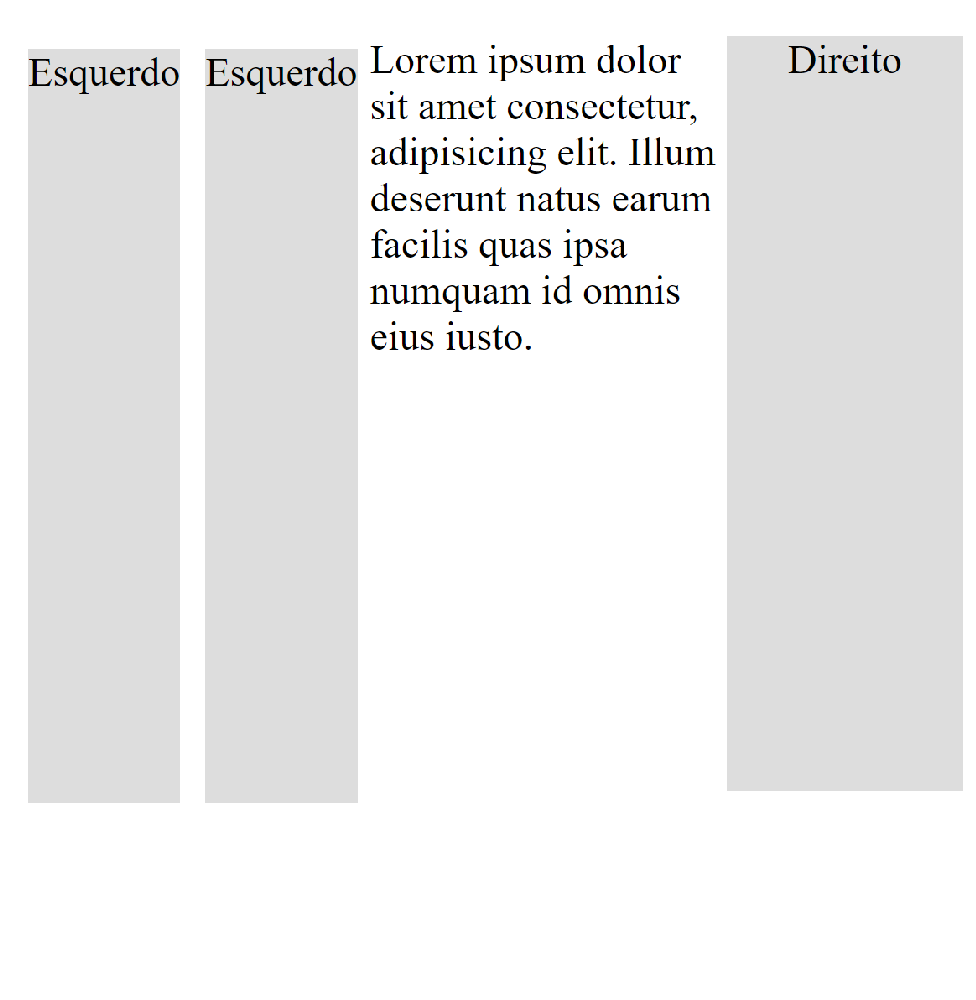 Esquerdo
Esquerdo
Lorem ipsum dolor
sit amet consectetur,
adipisicing elit. Illum
deserunt natus earum
facilis quas ipsa
numquam id omnis
eius iusto.
Direito